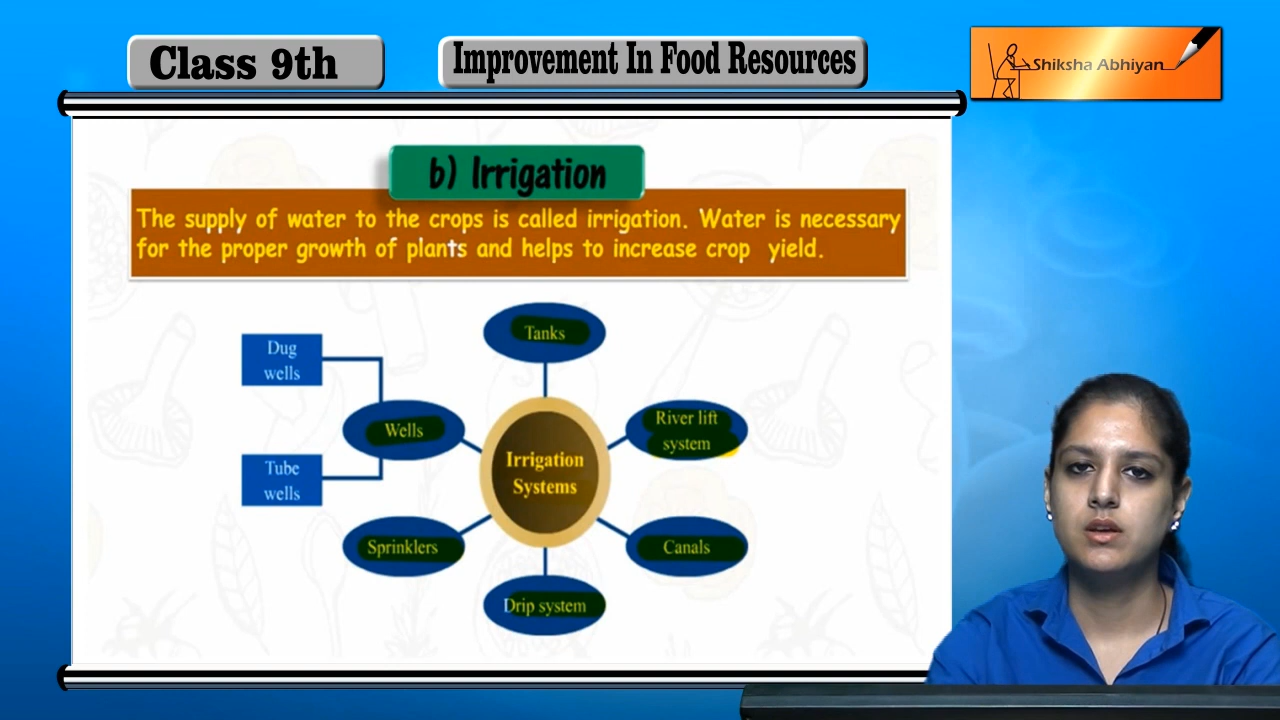 Class 9th
Improvement In Food Resources
Shiksha Abhiyan
b) Irrigation
The supply of water to the crops is called irrigation. Water is necessary
for the proper growth of plants and helps to increase crop yield.
Tanks
Dug
wells
Wells
River lift
system
Irrigation
Systems
Tube
wells
Sprinklers
Canals
Drip system